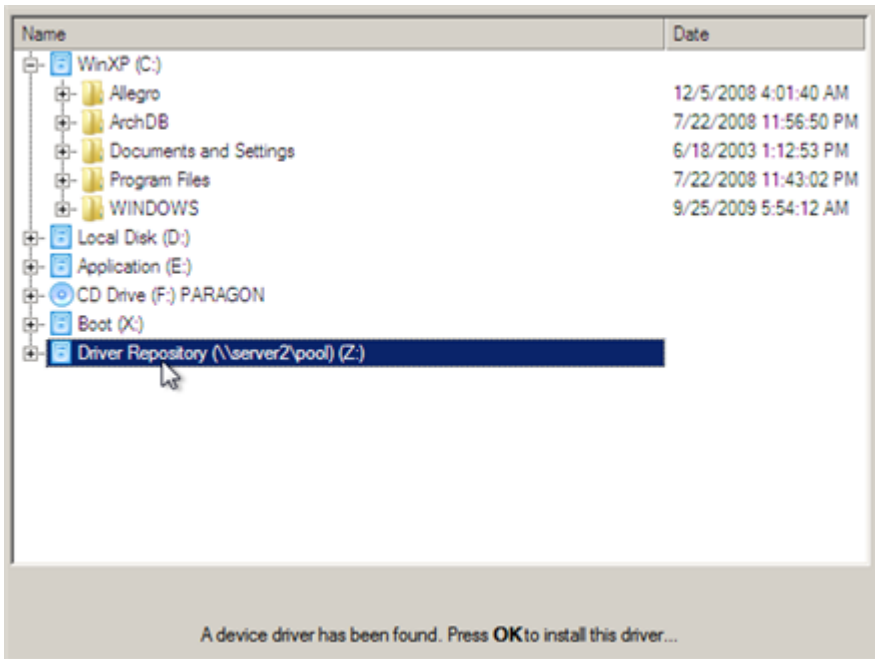 Name Date
WinXP (C:)
Allegro 12/5/2008 4:01:40 AM
ArchDB 7/22/2008 11:56:50 PM
Documents and Settings 6/18/2003 1:12:53 PM
Program Files 7/22/2008 11:43:02 PM
WINDOWS 9/25/2009 5:54:12 AM
Local Disk (D:)
Application (E:)
CD Drive (F:) PARAGON
Boot (X:)
Driver Repository (\\server2\pool) (Z:)
A device driver has been found. Press OK to install this driver...